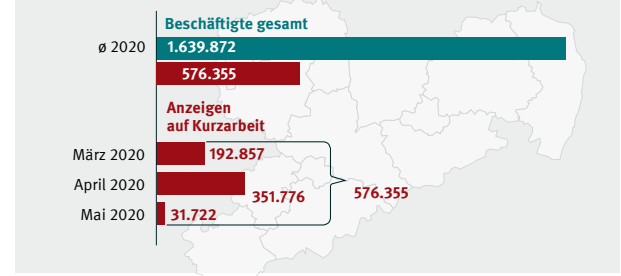 Beschäftigte gesamt
ø 2020
1.639.872
576.355
Anzeigen
auf Kurzarbeit
März 2020
192.857
April 2020
351.776
576.355
Mai 2020
31.722